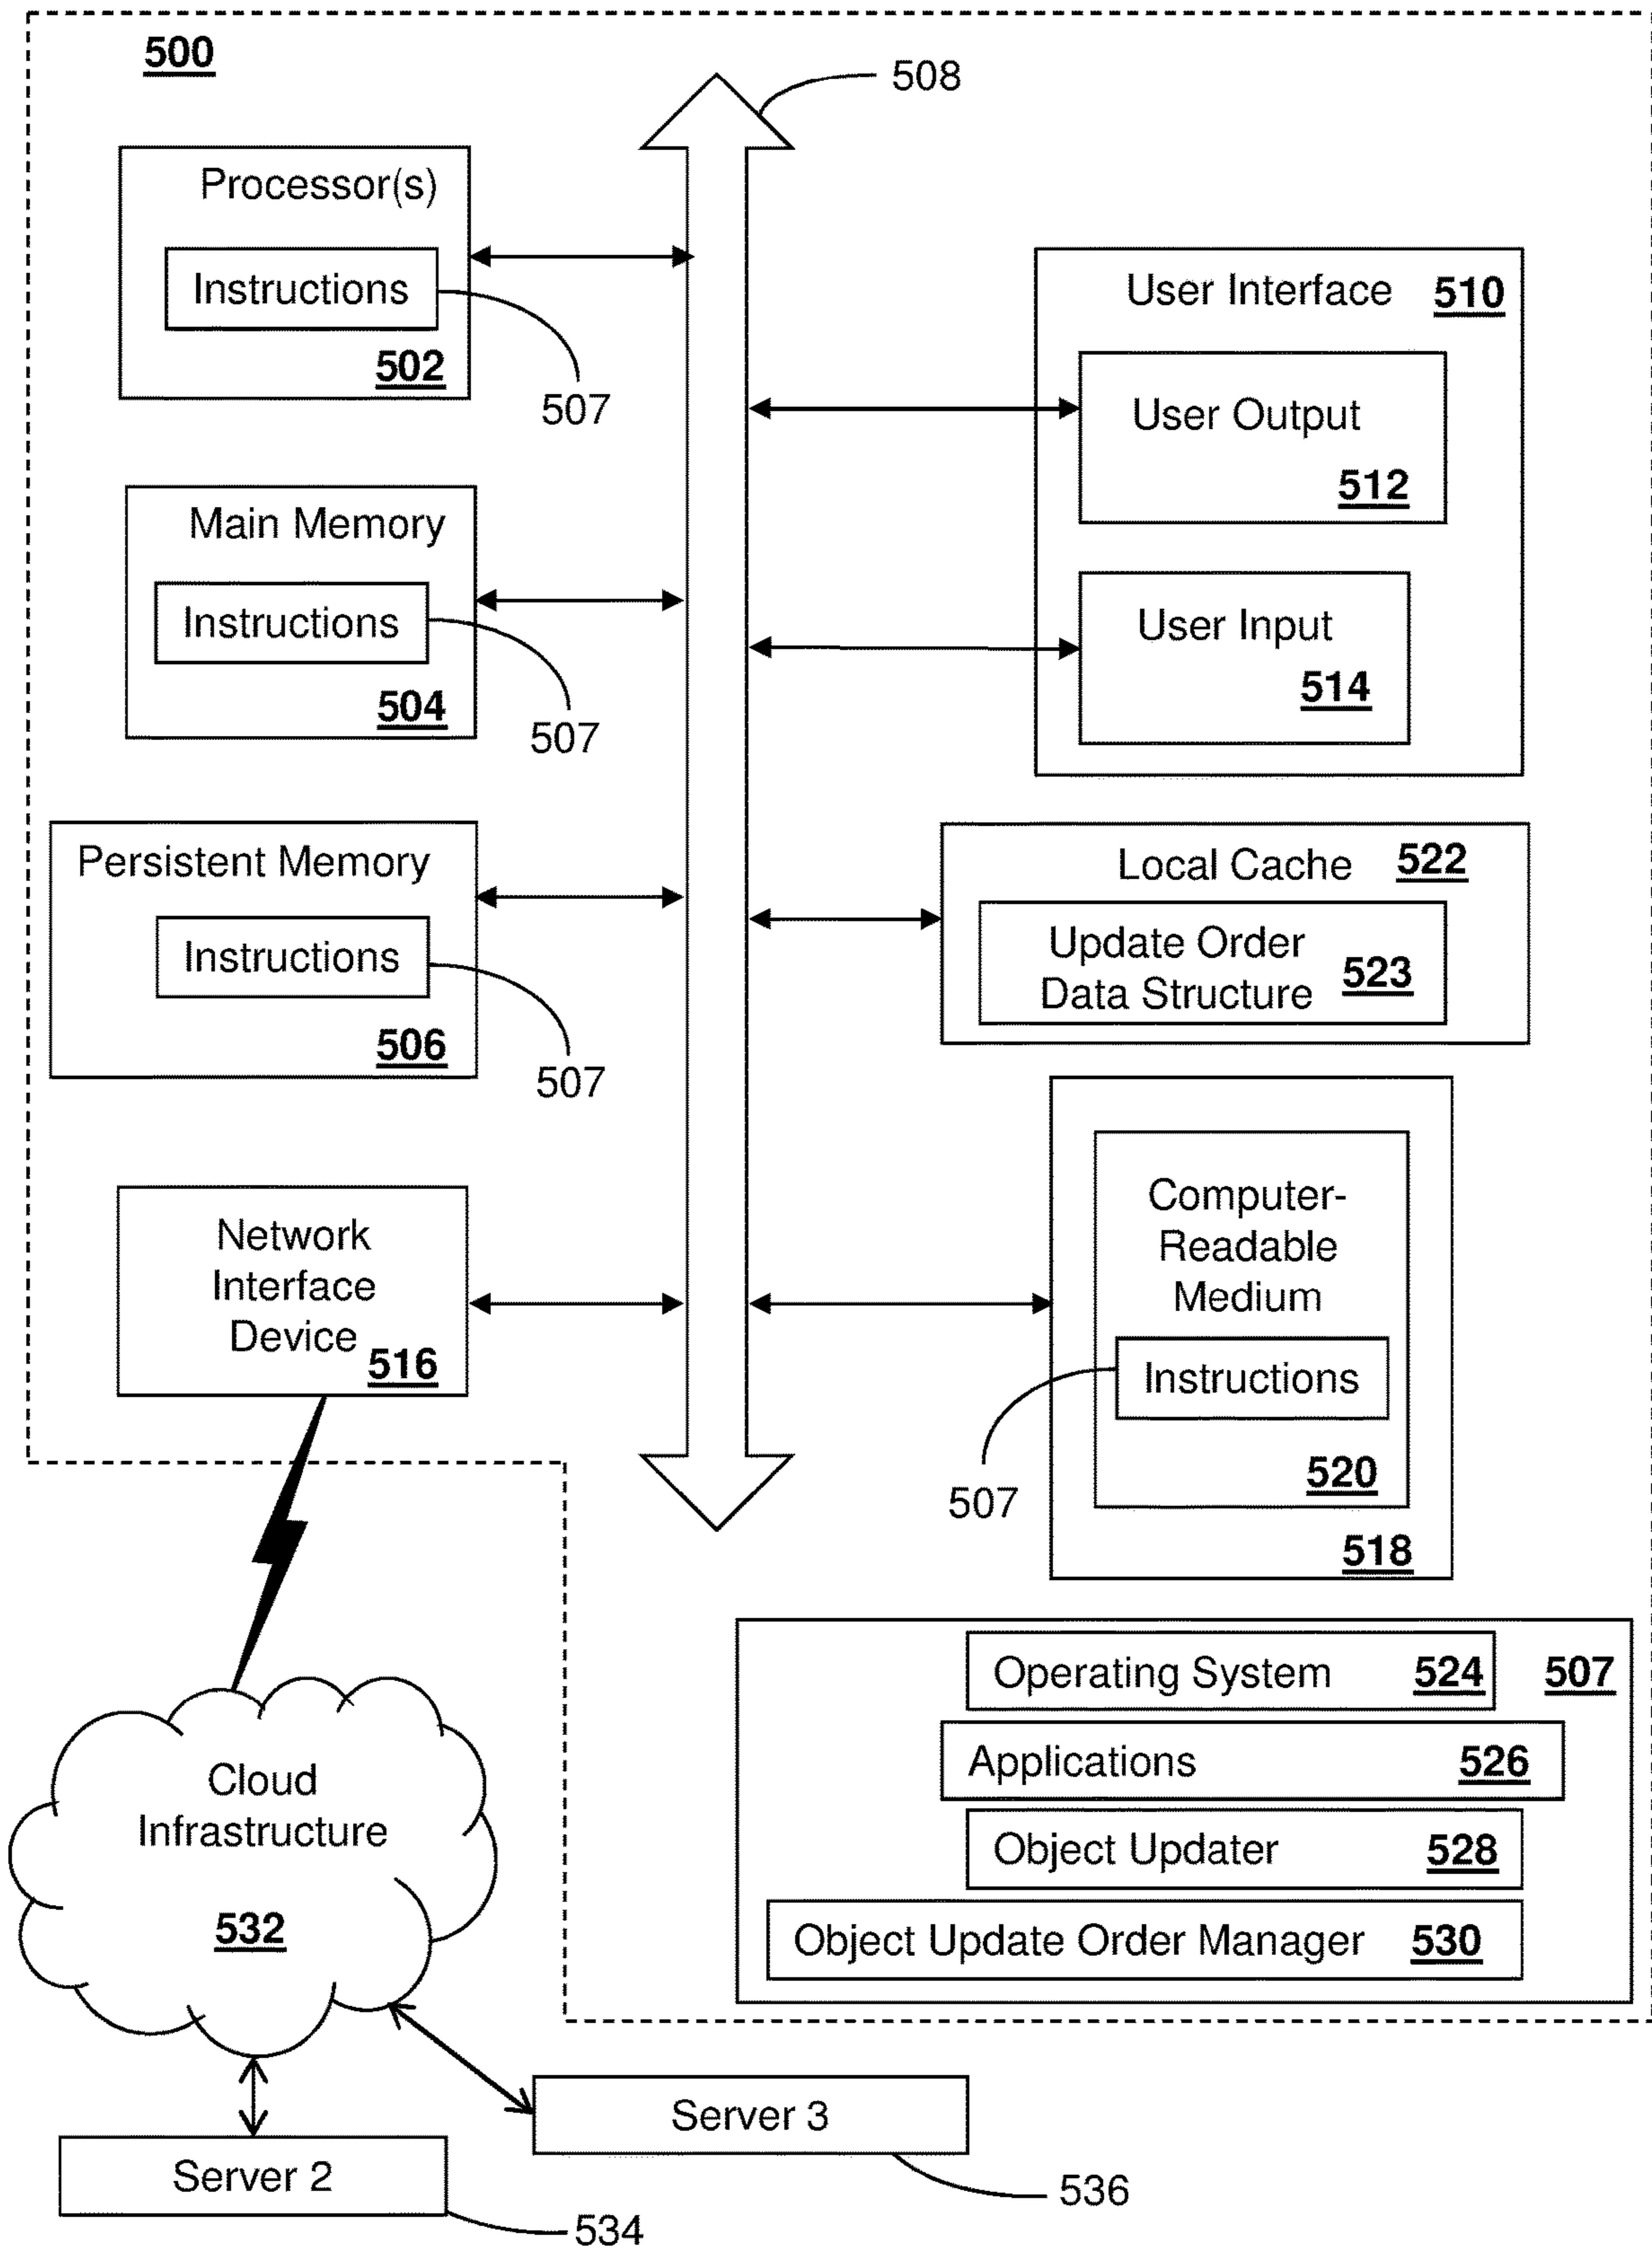 500
508
Processor(s)
Instructions
502
507
User Interface 510
User Output
512
Main Memory
Instructions
504
507
User Input
514
Persistent Memory
Instructions
506
507
Local Cache 522
Update Order
Data Structure 523
Network
Interface
Device
516
Computer-
Readable
Medium
Instructions
507
520
518
Operating System 524
507
Applications 526
Object Updater 528
Object Update Order Manager 530
Cloud
Infrastructure
532
Server 3
536
Server 2
534